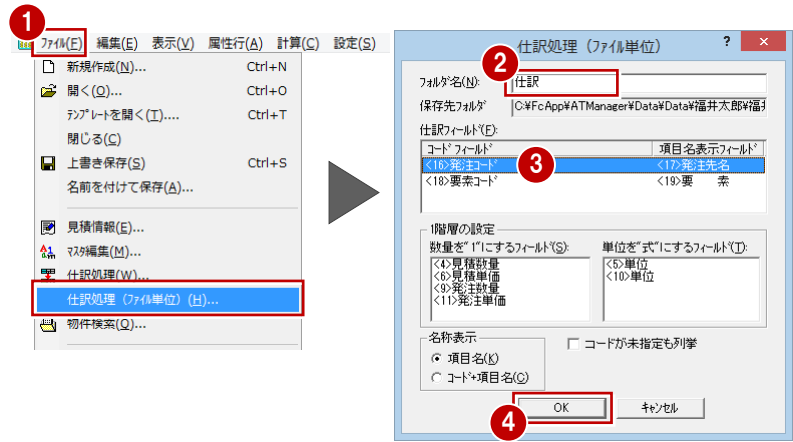 1
ファイル(F) 編集(E) 表示(V) 属性行(A) 計算(C) 設定(S)
新規作成(N)... Ctrl+N
開く(O)... Ctrl+O
テンプレートを開く(T).... Ctrl+T
閉じる(C)
上書き保存(S) Ctrl+S
名前を付けて保存(A)...
見積情報(E)...
マスタ編集(M)...
仕訳処理(W)...
仕訳処理（ファイル単位）(H)...
物件検索(Q)...
仕訳処理（ファイル単位） ? ×
2
フォルダ名(N): 仕訳
保存先フォルダ C:¥FcApp¥ATManager¥Data¥Data¥福井太郎¥福井
仕訳フィールド(F):
コードフィールド 項目名表示フィールド
<16>発注コード <17>発注先名
3
<18>要素コード <19>要 素
1階層の設定
数量を"1"にするフィールド(S): 単位を"式"にするフィールド(T):
<4>見積数量 <5>単位
<6>見積単価 <10>単位
<9>発注数量
<11>発注単価
名称表示
項目名(K)
コード+項目名(C)
コードが未指定も列挙
4
OK キャンセル